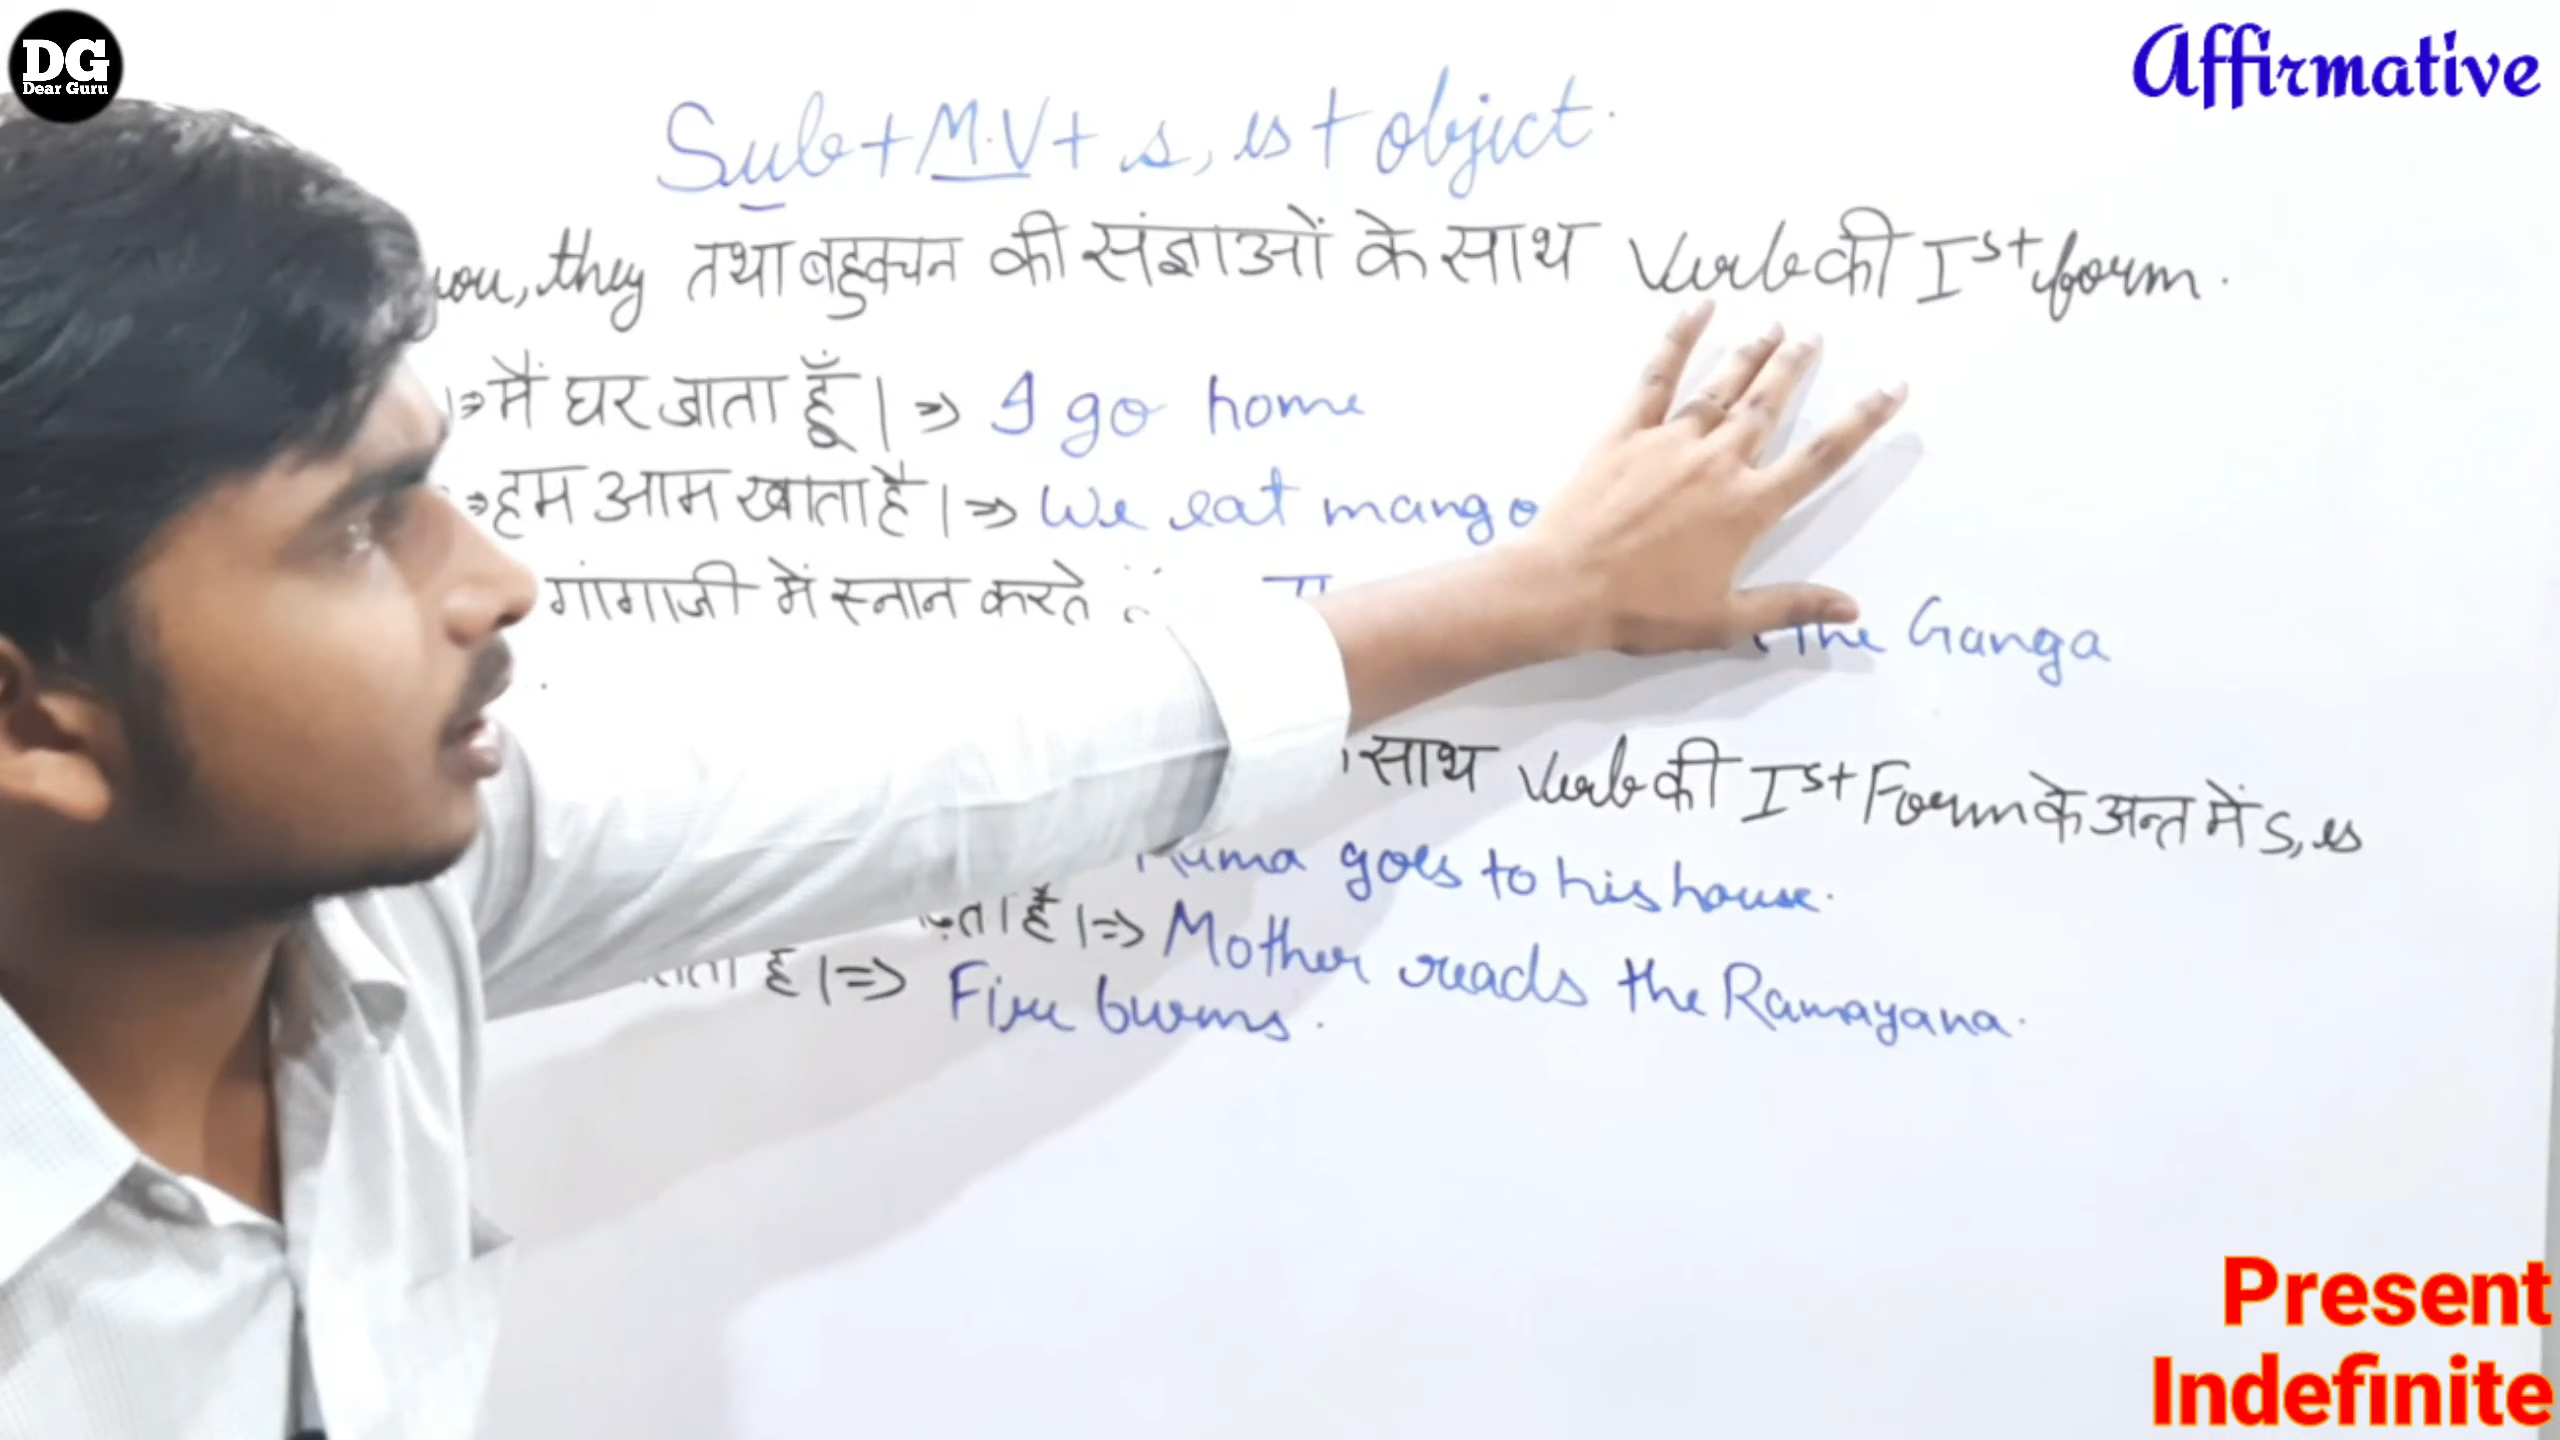 DG
Dear Guru
Affirmative
Sub + M.V + s, es + object.
you, they तथा बहुवचन की संज्ञाओं के साथ Verb की Ist form.
⇒ मैं घर जाता हूँ। ⇒ I go home
⇒ हम आम खाता है। ⇒ We eat mango
गांगाजी में स्नान करते
the Ganga
साथ Verb की Ist Form के अन्त में s, es
goes to his house.
है। ⇒ Mother reads the Ramayana.
है। ⇒ Fire burns.
Present
Indefinite